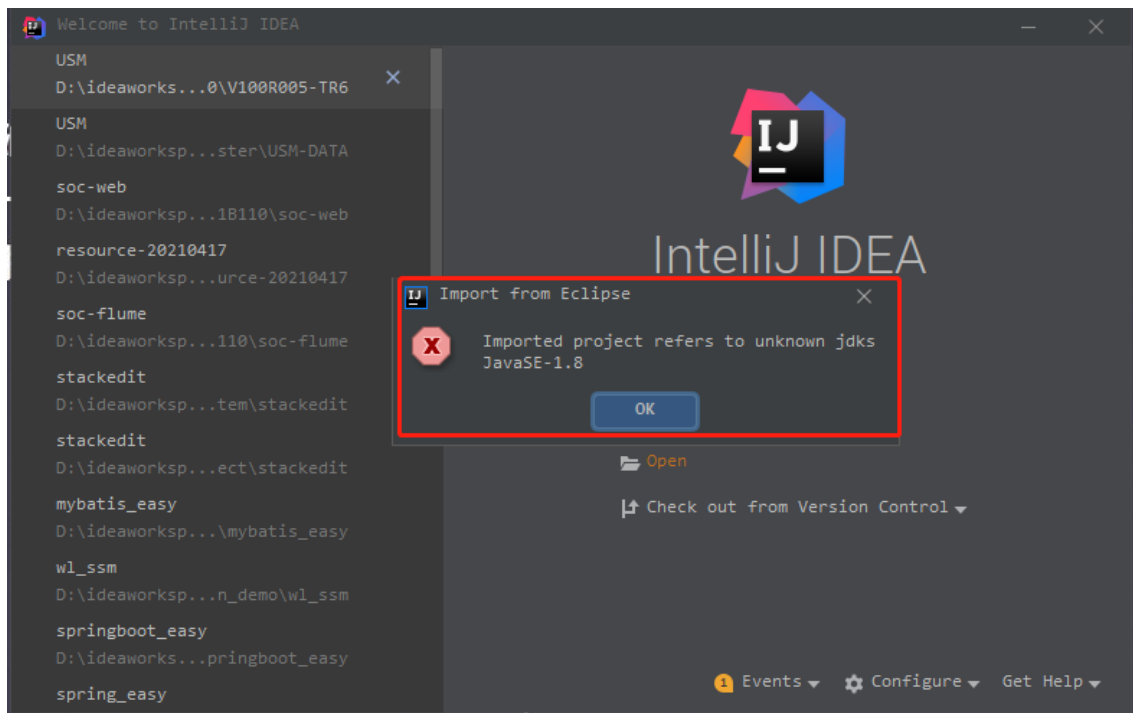 Welcome to IntelliJ IDEA
USM
D:\ideaworks...0\V100R005-TR6
USM
D:\ideaworksp...ster\USM-DATA
soc-web
D:\ideaworksp...1B110\soc-web
resource-20210417
D:\ideaworksp...urce-20210417
soc-flume
D:\ideaworksp...110\soc-flume
stackedit
D:\ideaworksp...tem\stackedit
stackedit
D:\ideaworksp...ect\stackedit
mybatis_easy
D:\ideaworksp...\mybatis_easy
wl_ssm
D:\ideaworksp...n_demo\wl_ssm
springboot_easy
D:\ideaworks...pringboot_easy
spring_easy
IJ
IntelliJ IDEA
IJ Import from Eclipse
Imported project refers to unknown jdks
JavaSE-1.8
OK
Open
Check out from Version Control
1 Events Configure Get Help